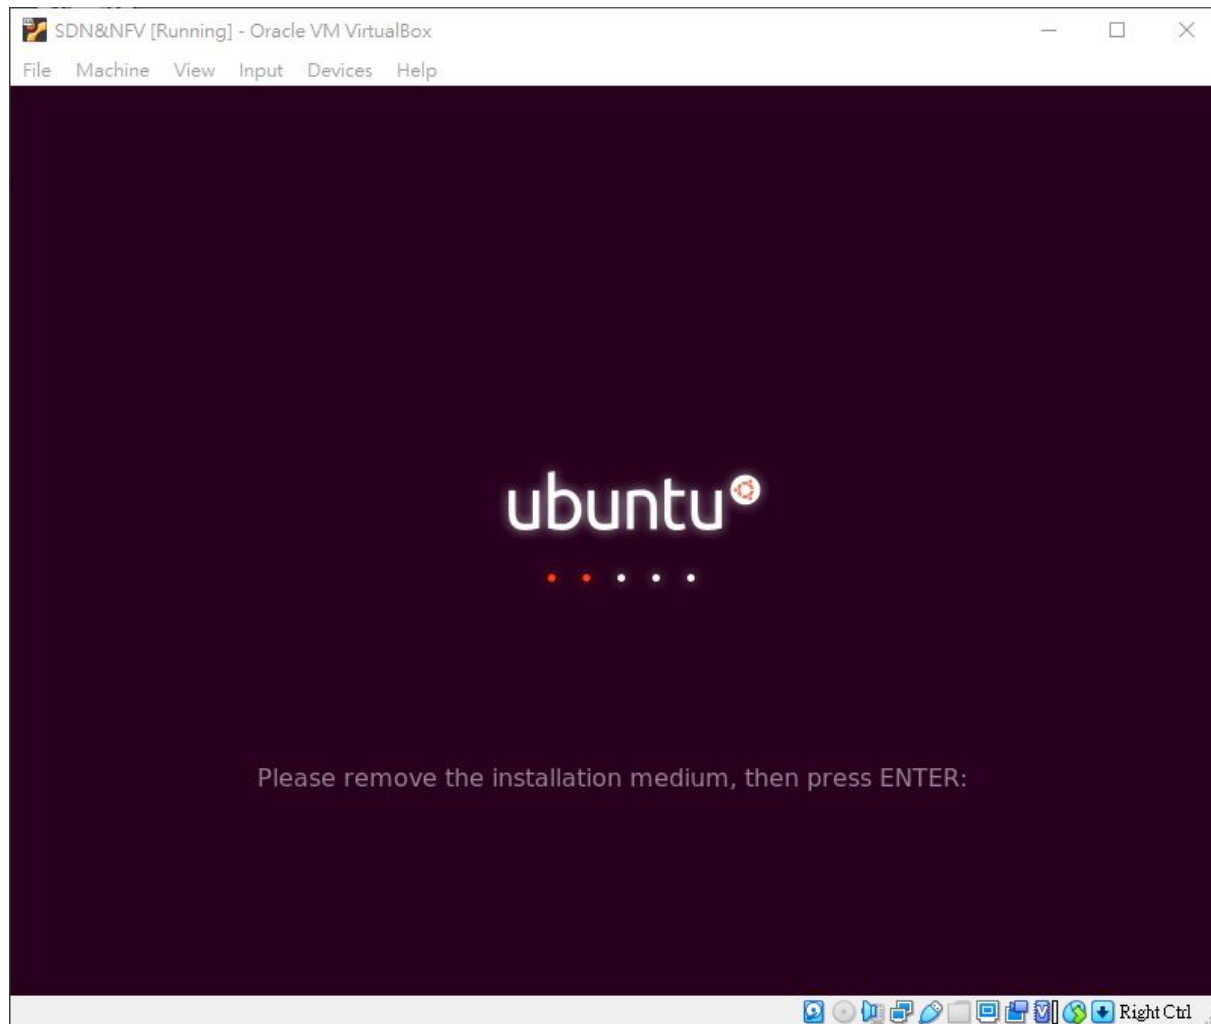 SDN&NFV [Running] - Oracle VM VirtualBox
File Machine View Input Devices Help
ubuntu
Please remove the installation medium, then press ENTER:
Right Ctrl